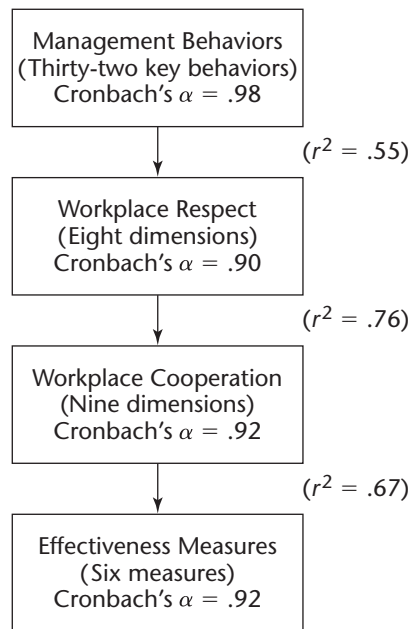 Management Behaviors
(Thirty-two key behaviors)
Cronbach's α = .98
(r² = .55)
Workplace Respect
(Eight dimensions)
Cronbach's α = .90
(r² = .76)
Workplace Cooperation
(Nine dimensions)
Cronbach's α = .92
(r² = .67)
Effectiveness Measures
(Six measures)
Cronbach's α = .92